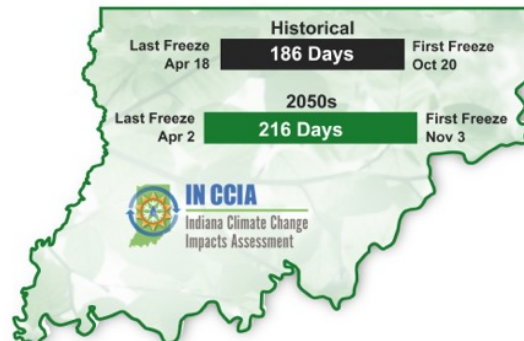 Historical
Last Freeze
Apr 18
186 Days
First Freeze
Oct 20
2050s
Last Freeze
Apr 2
216 Days
First Freeze
Nov 3
IN CCIA
Indiana Climate Change
Impacts Assessment